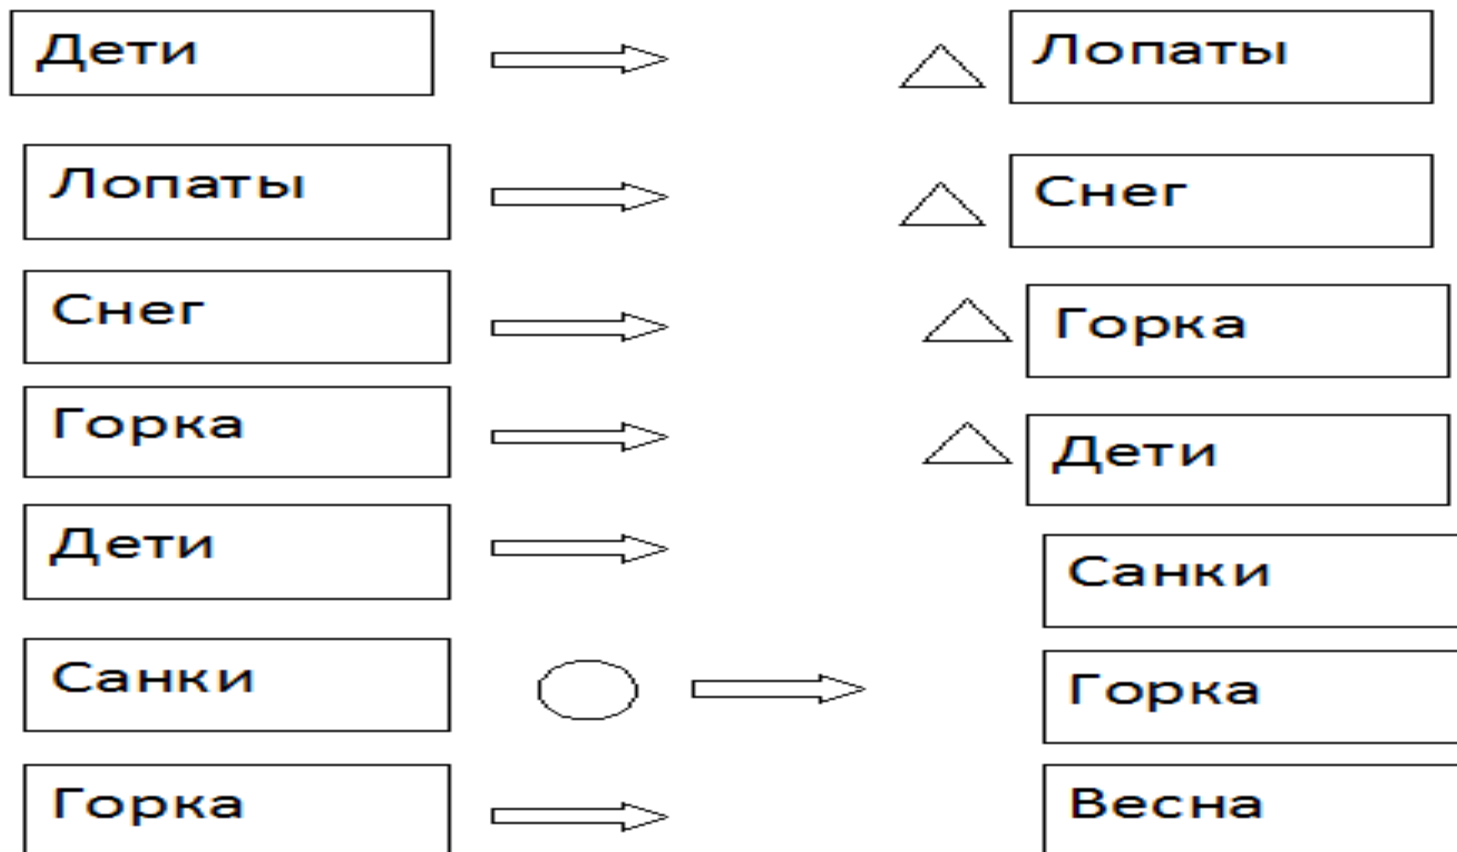 Дети Лопаты
Лопаты Снег
Снег Горка
Горка Дети
Дети Санки
Санки Горка
Горка Весна